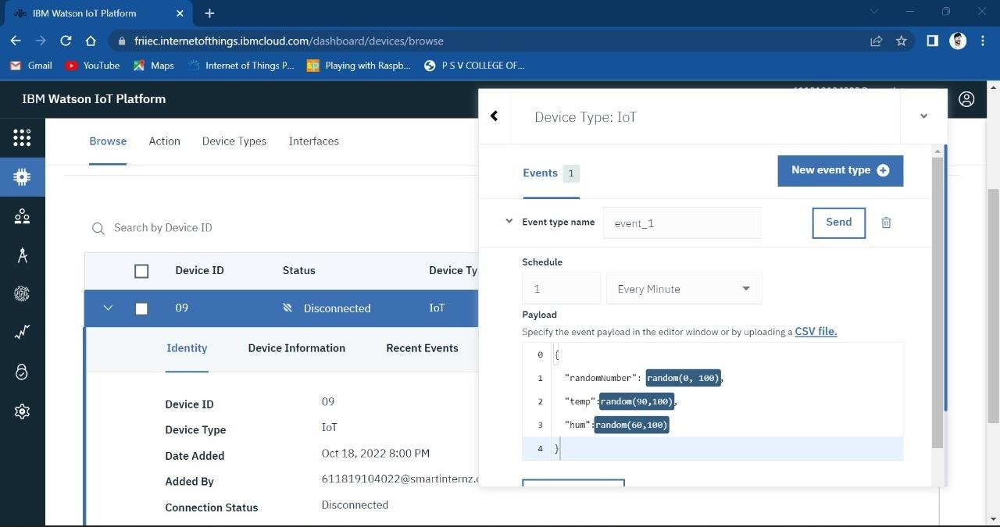 IBM Watson IoT Platform
friiec.internetofthings.ibmcloud.com/dashboard/devices/browse
Gmail YouTube Maps Internet of Things P... Playing with Raspb... P S V COLLEGE OF...
IBM Watson IoT Platform
Browse Action Device Types Interfaces
Search by Device ID
Device ID Status Device Ty
09 Disconnected IoT
Identity Device Information Recent Events
Device ID 09
Device Type IoT
Date Added Oct 18, 2022 8:00 PM
Added By 611819104022@smartinternz.
Connection Status Disconnected
Device Type: IoT
Events 1
New event type
Event type name event_1 Send
Schedule
1 Every Minute
Payload
Specify the event payload in the editor window or by uploading a CSV file.
0 {
1 "randomNumber": random(0, 100),
2 "temp":random(90,100),
3 "hum":random(60,100)
4 }